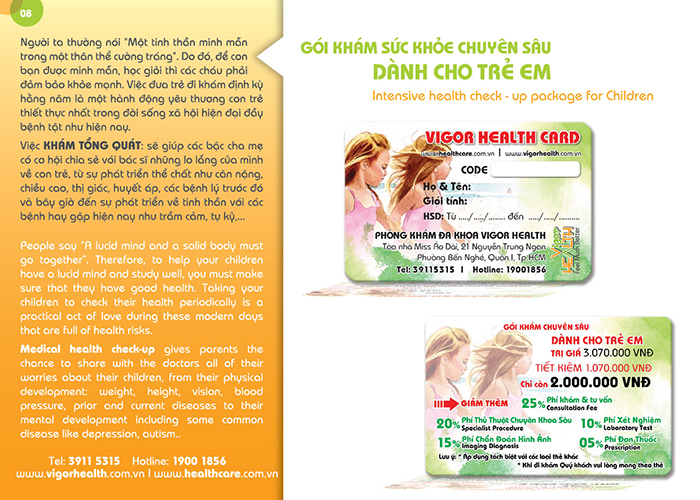 08
Người ta thường nói "Một tinh thần minh mẫn
trong một thân thể cường tráng". Do đó, để con
bạn được minh mẫn, học giỏi thì các cháu phải
đảm bảo khỏe mạnh. Việc đưa trẻ đi khám định kỳ
hằng năm là một hành động yêu thương con trẻ
thiết thực nhất trong đời sống xã hội hiện đại đầy
bệnh tật như hiện nay.
Việc KHÁM TỔNG QUÁT: sẽ giúp các bậc cha mẹ
có cơ hội chia sẻ với bác sĩ những lo lắng của mình
về con trẻ, từ sự phát triển thể chất như cân nặng,
chiều cao, thị giác, huyết áp, các bệnh lý trước đó
và bây giờ đến sự phát triển về tinh thần với các
bệnh hay gặp hiện nay như trầm cảm, tự kỷ,...
People say "A lucid mind and a solid body must
go together". Therefore, to help your children
have a lucid mind and study well, you must make
sure that they have good health. Taking your
children to check their health periodically is a
practical act of love during these modern days
that are full of health risks.
Medical health check-up gives parents the
chance to share with the doctors all of their
worries about their children, from their physical
development: weight, height, vision, blood
pressure, prior and current diseases to their
mental development including some common
disease like depression, autism..
Tel: 3911 5315 Hotline: 1900 1856
www.vigorhealth.com.vn I www.healthcare.com.vn
GÓI KHÁM SỨC KHỎE CHUYÊN SÂU
DÀNH CHO TRẺ EM
Intensive health check - up package for Children
VIGOR HEALTH CARD
www.healthcare.com.vn | www.vigorhealth.com.vn
CODE
Họ & Tên:
Giới tính:
HSD: Từ ...../...../........ đến ...../...../..........
PHÒNG KHÁM ĐA KHOA VIGOR HEALTH
Tòa nhà Miss Áo Dài, 21 Nguyễn Trung Ngạn
Phường Bến Nghé, Quận I, Tp.HCM
Tel: 39115315 I Hotline: 19001856
Vigor HEALTH
Feel Much Better
GÓI KHÁM CHUYÊN SÂU
DÀNH CHO TRẺ EM
TRỊ GIÁ 3.070.000 VNĐ
TIẾT KIỆM 1.070.000 VNĐ
Chỉ còn 2.000.000 VNĐ
GIẢM THÊM
25% Phí khám & tư vấn
Consultation Fee
20% Phí Thủ Thuật Chuyên Khoa Sâu
Specialist Procedure
10% Phí Xét Nghiệm
Laboratory Test
15% Phí Chẩn Đoán Hình Ảnh
Imaging Diagnosis
05% Phí Đơn Thuốc
Prescription
Lưu ý: * Áp dụng tách biệt với các loại thẻ khác
* Khi đi khám Quý khách vui lòng mang theo thẻ